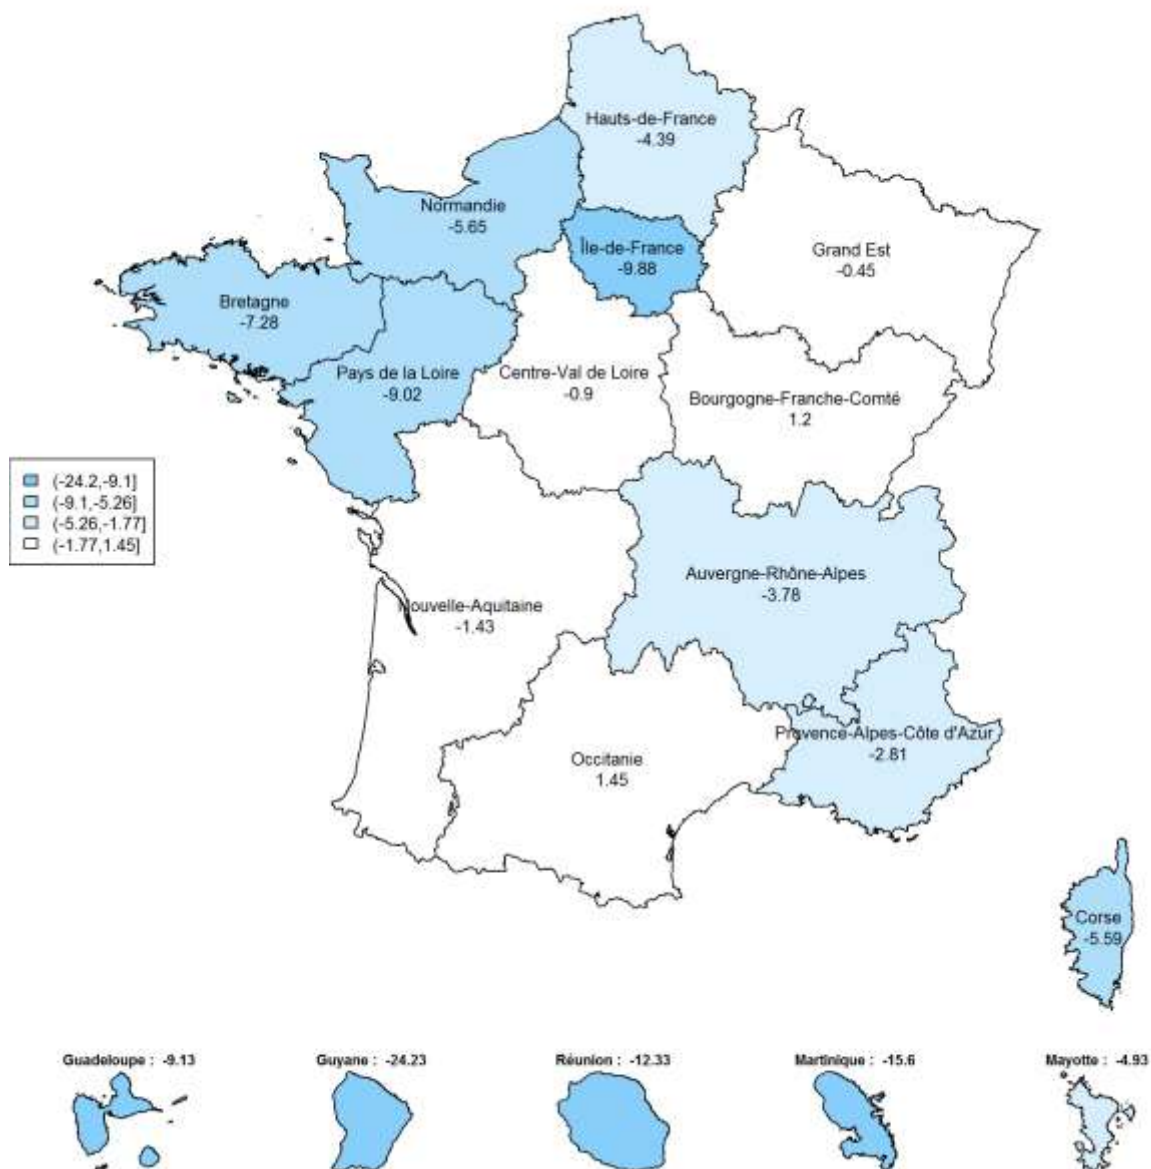 Hauts-de-France
-4.39
Normandie
-5.65
Île-de-France
-9.88
Grand Est
-0.45
Bretagne
-7.28
Pays de la Loire
-9.02
Centre-Val de Loire
-0.9
Bourgogne-Franche-Comté
1.2
(-24.2,-9.1]
(-9.1,-5.26]
(-5.26,-1.77]
(-1.77,1.45]
Auvergne-Rhône-Alpes
-3.78
Nouvelle-Aquitaine
-1.43
Provence-Alpes-Côte d'Azur
-2.81
Occitanie
1.45
Corse
-5.59
Guadeloupe : -9.13
Guyane : -24.23
Réunion : -12.33
Martinique : -15.6
Mayotte : -4.93